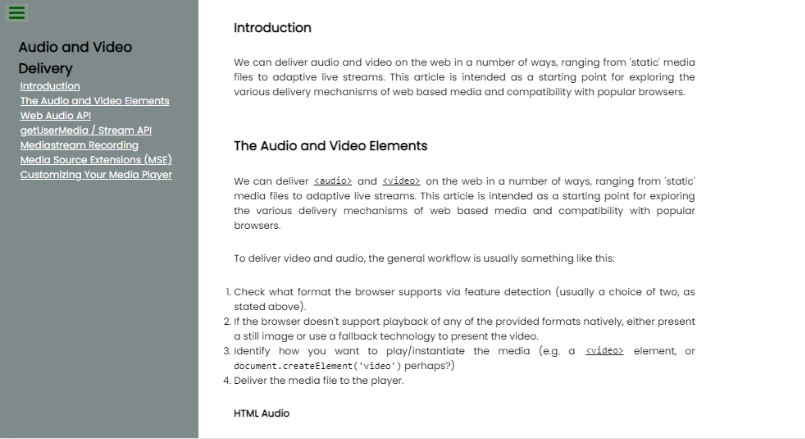 Audio and Video
Delivery
Introduction
The Audio and Video Elements
Web Audio API
getUserMedia / Stream API
Mediastream Recording
Media Source Extensions (MSE)
Customizing Your Media Player
Introduction
We can deliver audio and video on the web in a number of ways, ranging from 'static' media
files to adaptive live streams. This article is intended as a starting point for exploring the
various delivery mechanisms of web based media and compatibility with popular browsers.
The Audio and Video Elements
We can deliver <audio> and <video> on the web in a number of ways, ranging from 'static'
media files to adaptive live streams. This article is intended as a starting point for exploring
the various delivery mechanisms of web based media and compatibility with popular
browsers.
To deliver video and audio, the general workflow is usually something like this:
1. Check what format the browser supports via feature detection (usually a choice of two, as
stated above).
2. If the browser doesn't support playback of any of the provided formats natively, either present
a still image or use a fallback technology to present the video.
3. Identify how you want to play/instantiate the media (e.g. a <video> element, or
document.createElement('video') perhaps?)
4. Deliver the media file to the player.
HTML Audio